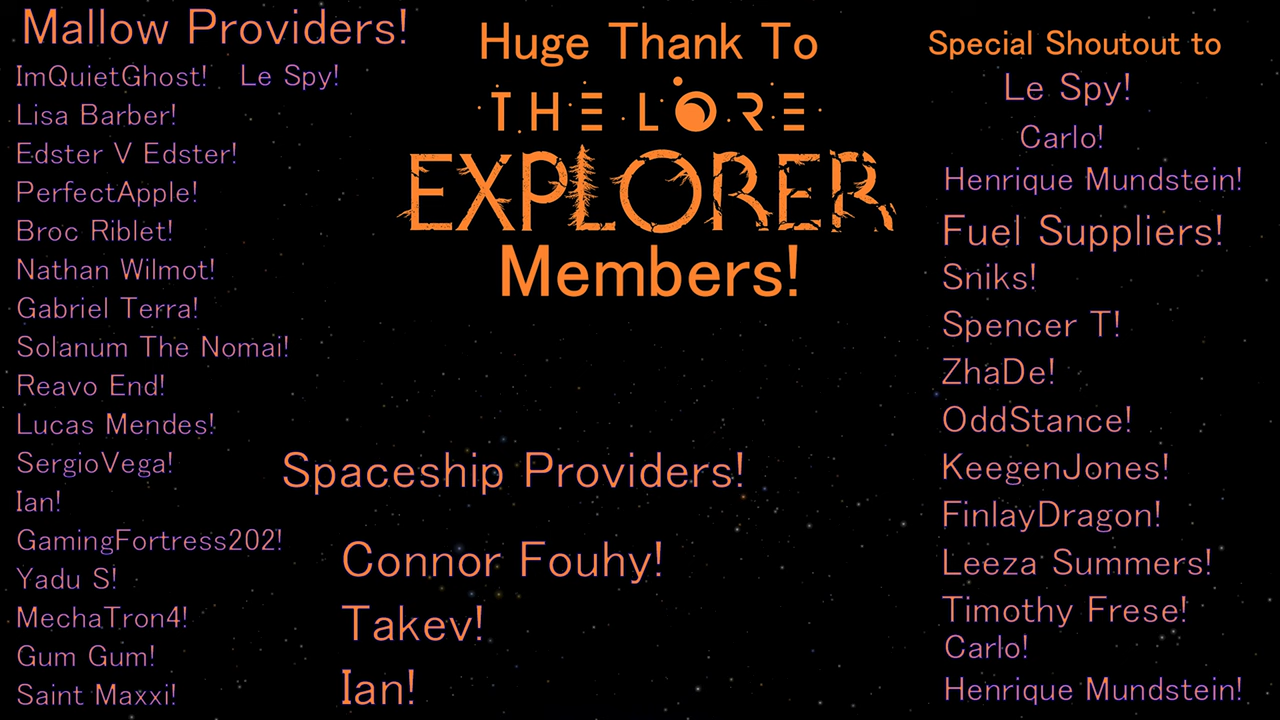 Mallow Providers!
ImQuietGhost! Le Spy!
Lisa Barber!
Edster V Edster!
PerfectApple!
Broc Riblet!
Nathan Wilmot!
Gabriel Terra!
Solanum The Nomai!
Reavo End!
Lucas Mendes!
SergioVega!
Ian!
GamingFortress202!
Yadu S!
MechaTron4!
Gum Gum!
Saint Maxxi!
Huge Thank To
THE LORE
EXPLORER
Members!
Spaceship Providers!
Connor Fouhy!
Takev!
Ian!
Special Shoutout to
Le Spy!
Carlo!
Henrique Mundstein!
Fuel Suppliers!
Sniks!
Spencer T!
ZhaDe!
OddStance!
KeegenJones!
FinlayDragon!
Leeza Summers!
Timothy Frese!
Carlo!
Henrique Mundstein!